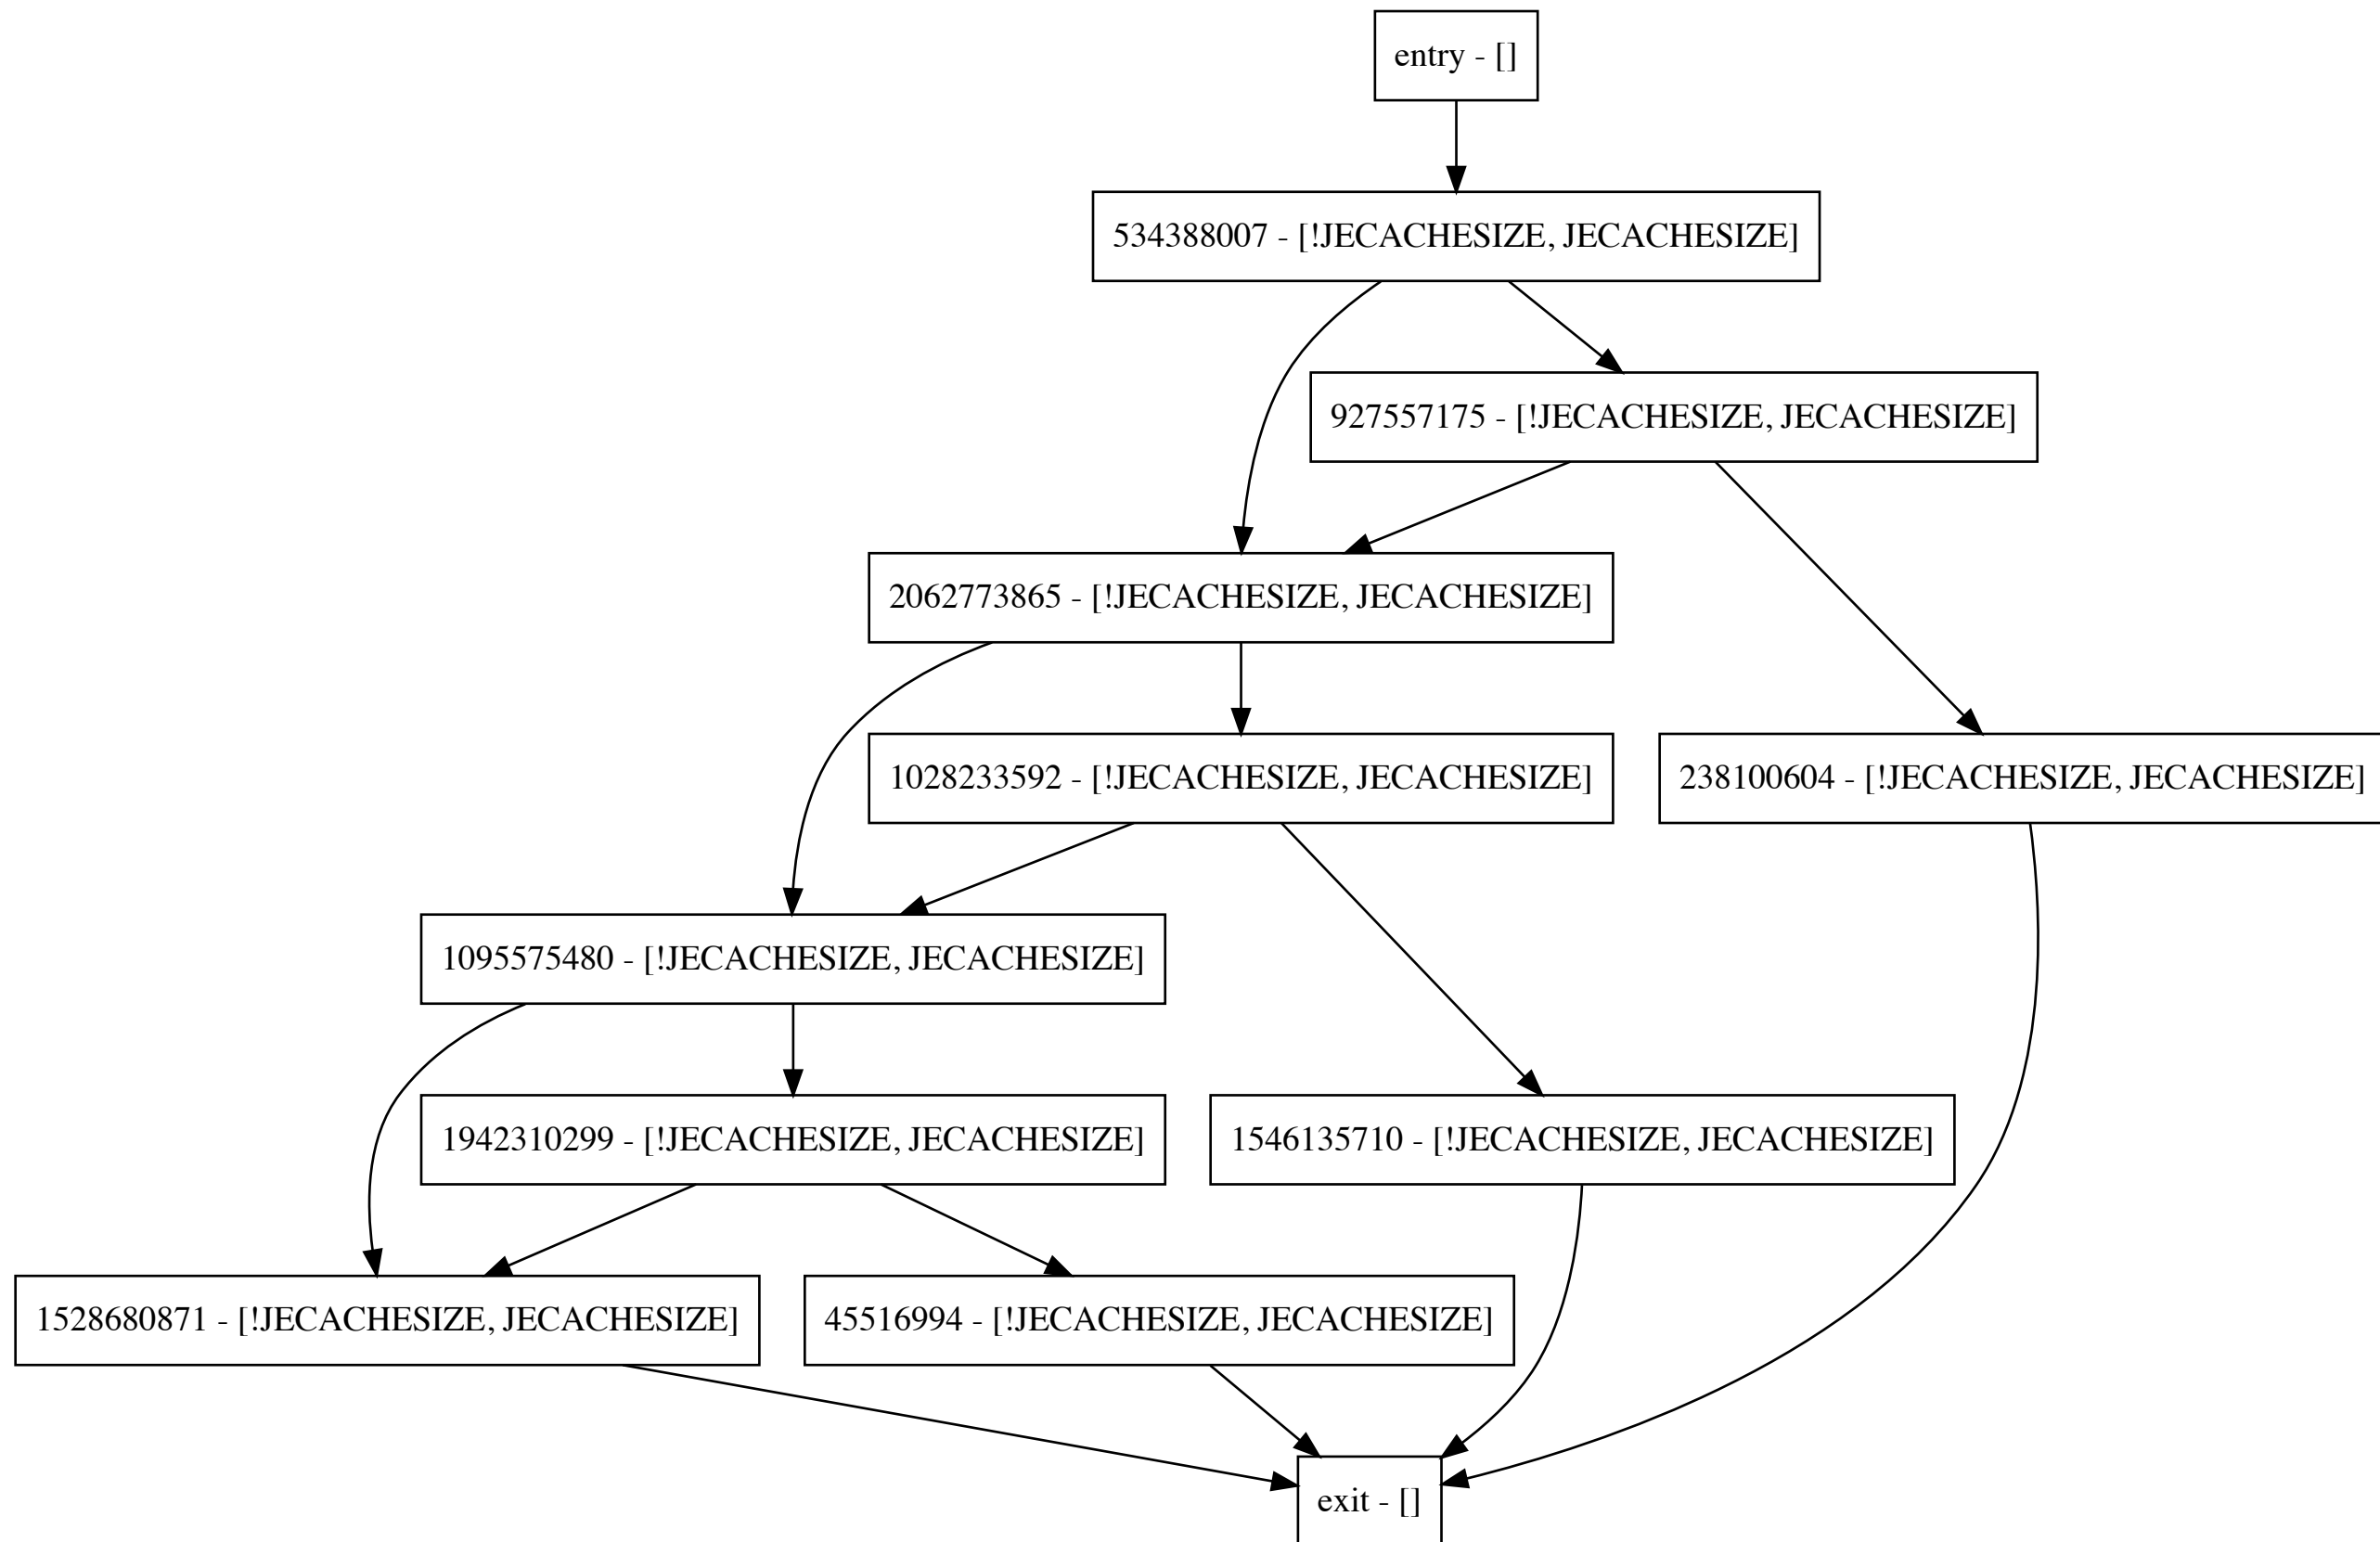 entry - []
534388007 - [!JECACHESIZE, JECACHESIZE]
927557175 - [!JECACHESIZE, JECACHESIZE]
2062773865 - [!JECACHESIZE, JECACHESIZE]
1028233592 - [!JECACHESIZE, JECACHESIZE]
238100604 - [!JECACHESIZE, JECACHESIZE]
1095575480 - [!JECACHESIZE, JECACHESIZE]
1942310299 - [!JECACHESIZE, JECACHESIZE]
1546135710 - [!JECACHESIZE, JECACHESIZE]
1528680871 - [!JECACHESIZE, JECACHESIZE]
45516994 - [!JECACHESIZE, JECACHESIZE]
exit - []